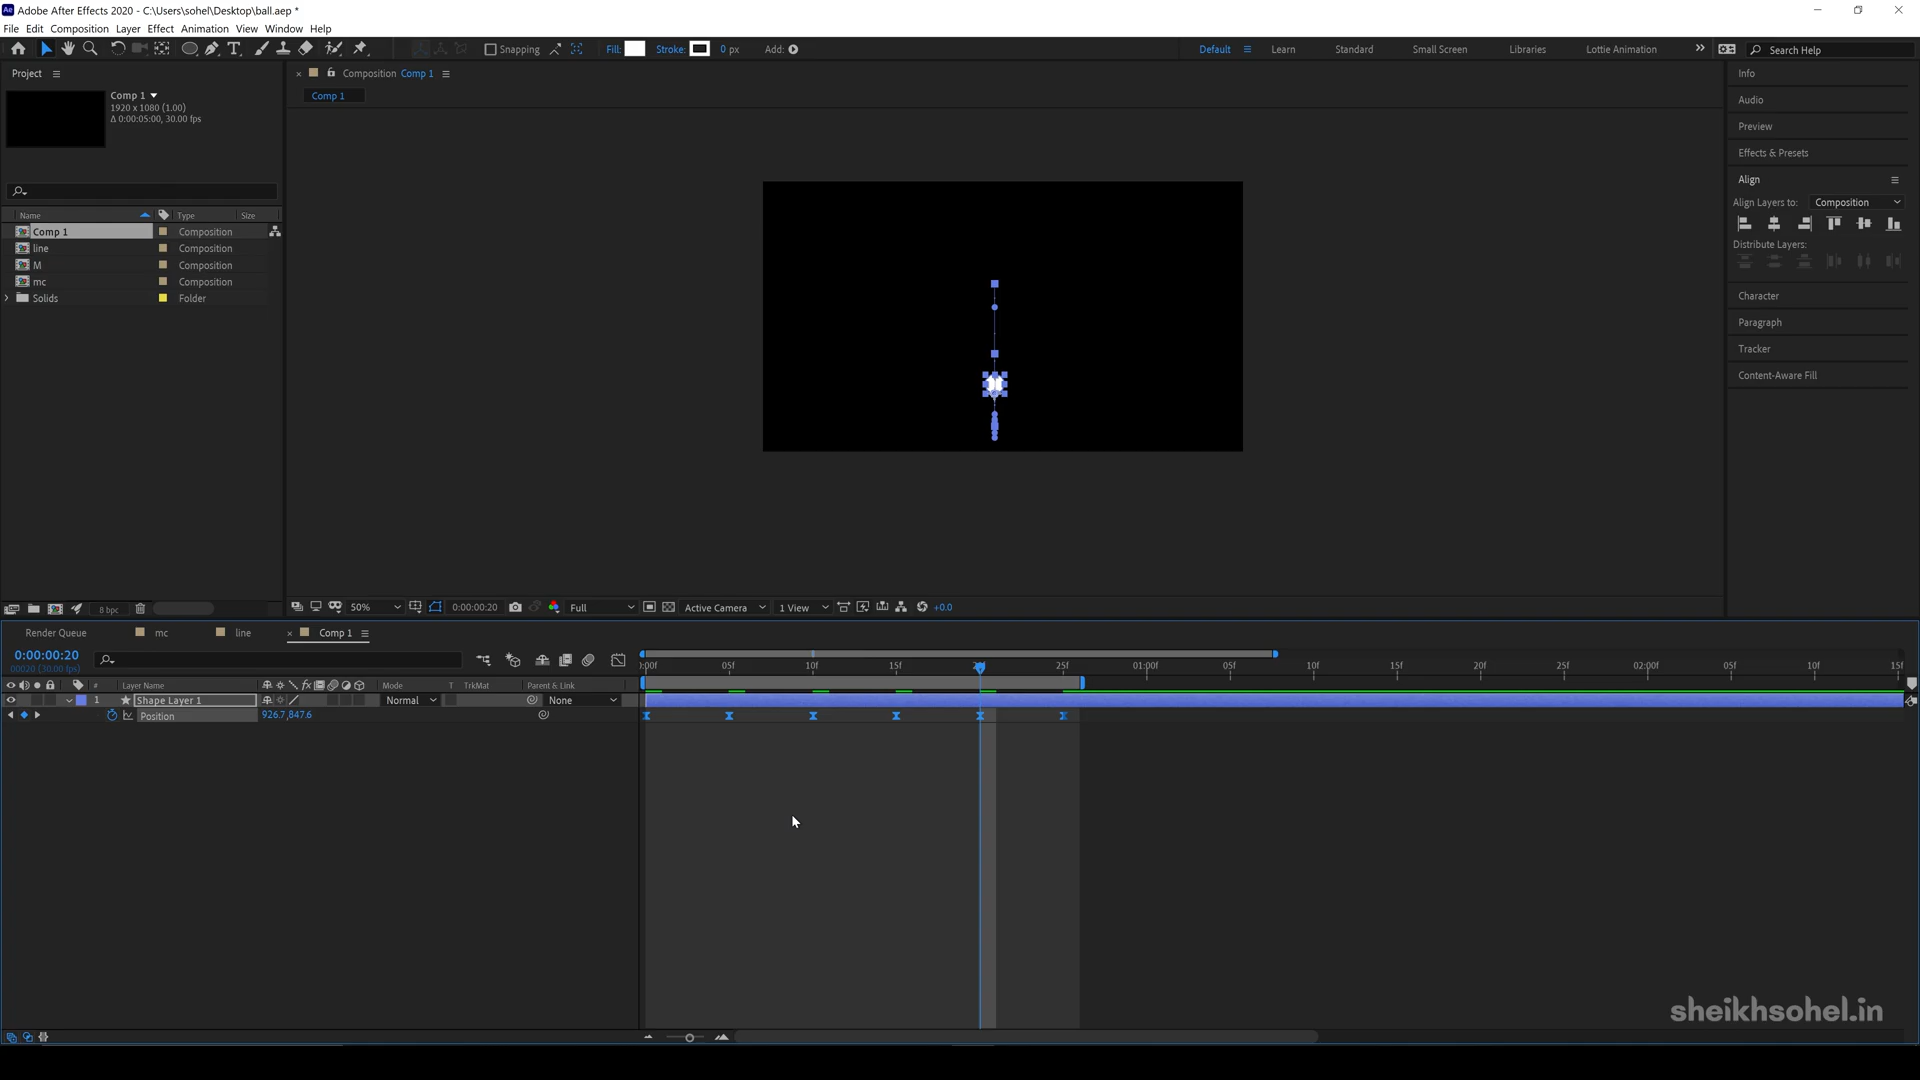 Ae Adobe After Effects 2020 - C:\Users\sohel\Desktop\ball.aep *
File Edit Composition Layer Effect Animation View Window Help
Snapping Fill: Stroke: 0 px Add: Default Learn Standard Small Screen Libraries Lottie Animation Search Help
Project
Comp 1
1920 x 1080 (1.00)
Δ 0:00:05:00, 30.00 fps
Name Type Size
Comp 1 Composition
line Composition
M Composition
mc Composition
Solids Folder
8 bpc
Composition Comp 1
Comp 1
50% 0:00:00:20 Full Active Camera 1 View +0.0
Info
Audio
Preview
Effects & Presets
Align
Align Layers to: Composition
Distribute Layers:
Character
Paragraph
Tracker
Content-Aware Fill
Render Queue mc line Comp 1
0:00:00:20
00020 (30.00 fps)
:00f 05f 10f 15f 25f 01:00f 05f 10f 15f 20f 25f 02:00f 05f 10f 15f
# Layer Name Mode T TrkMat Parent & Link
1 Shape Layer 1 Normal None
Position 926.7,847.6
sheikhsohel.in